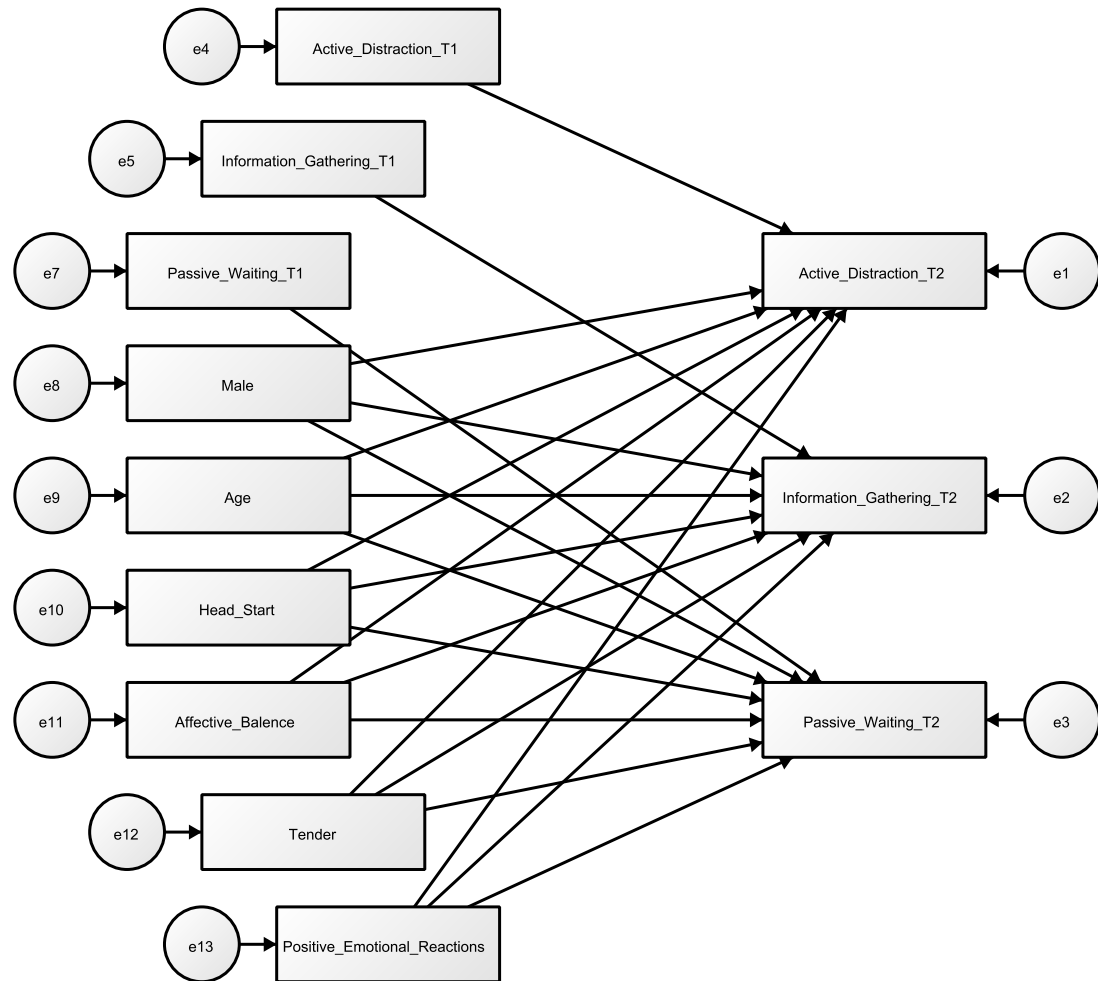 e4
Active_Distraction_T1
e5
Information_Gathering_T1
e7
Passive_Waiting_T1
Active_Distraction_T2
e1
e8
Male
e9
Age
Information_Gathering_T2
e2
e10
Head_Start
e11
Affective_Balence
Passive_Waiting_T2
e3
e12
Tender
e13
Positive_Emotional_Reactions